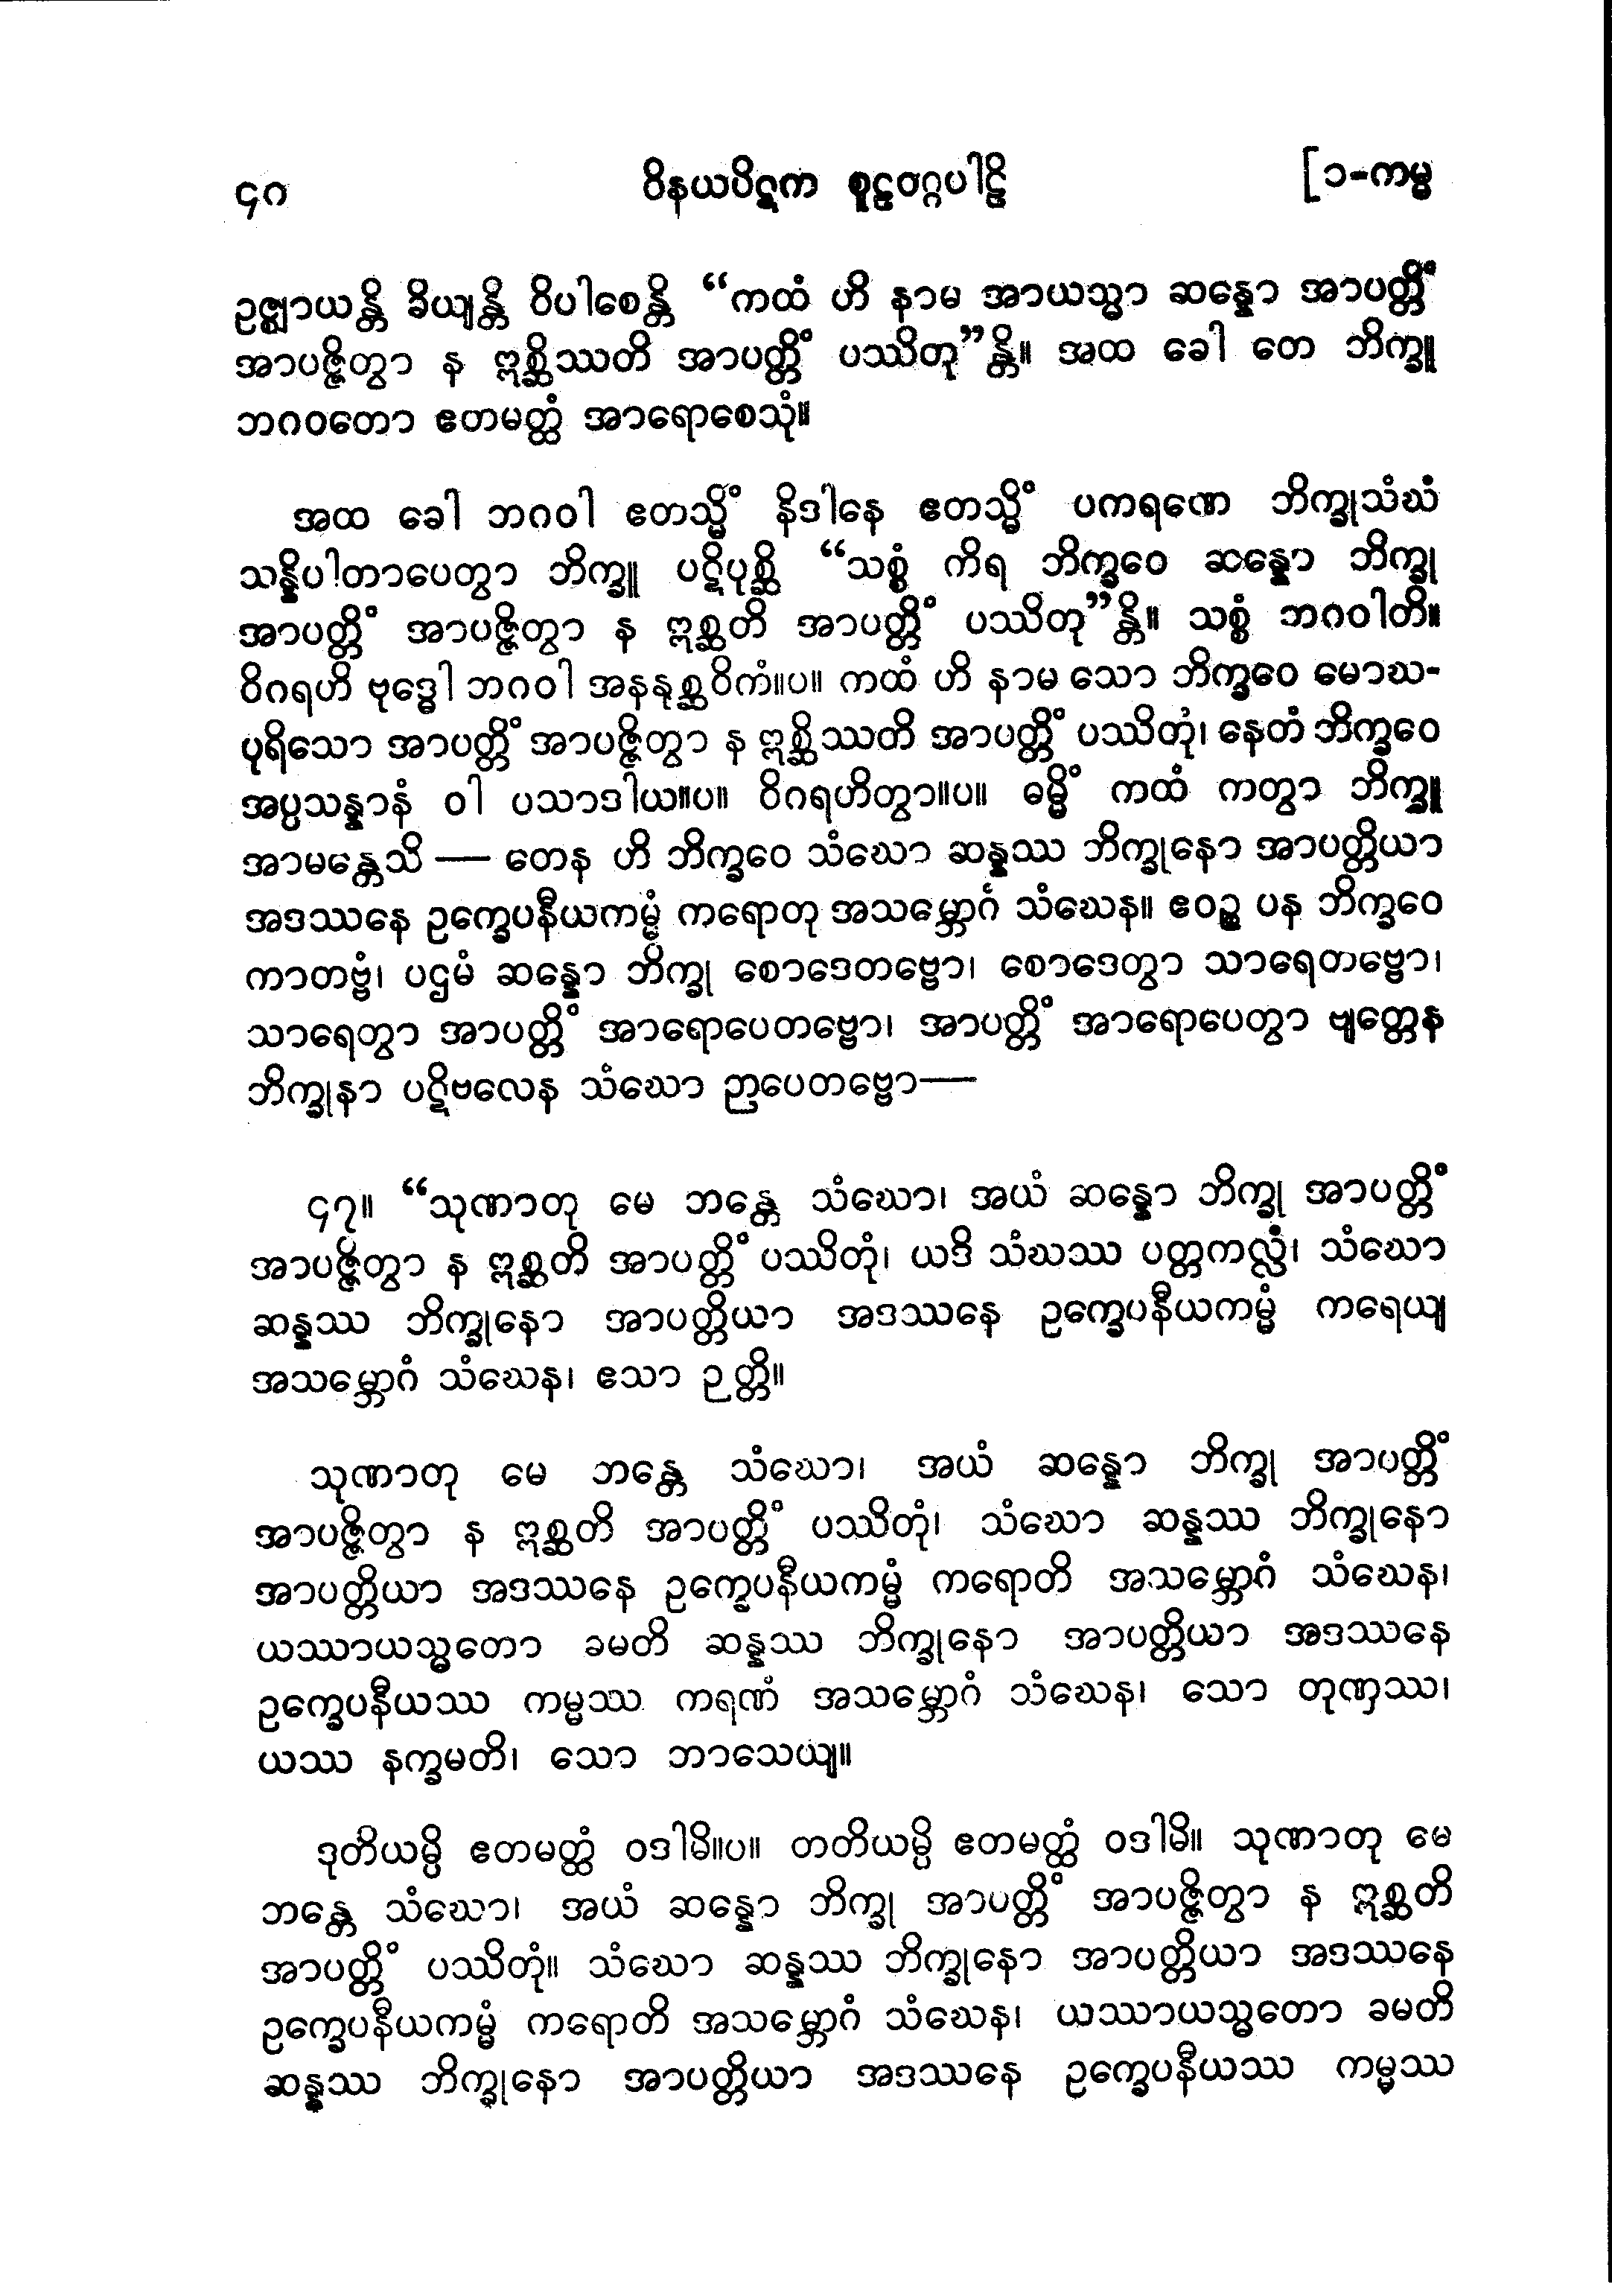 ၄ဂ ဝိနယပိဋက စူဠဝဂ္ဂပါဠိ [၁-ကမ္မ
ဥဇ္ဈာယန္တိ ခိယျန္တိ ဝိပါစေန္တိ “ကထံ ဟိ နာမ အာယသ္မာ ဆန္နော အာပတ္တိံ
အာပဇ္ဇိတွာ န ဣစ္ဆိဿတိ အာပတ္တိံ ပဿိတု”န္တိ။ အထ ခေါ တေ ဘိက္ခူ
ဘဂဝတော ဧတမတ္ထံ အာရောစေသုံ။
အထ ခေါ ဘဂဝါ ဧတသ္မိံ နိဒါနေ ဧတသ္မိံ ပကရဏေ ဘိက္ခုသံဃံ
သန္နိပါတာပေတွာ ဘိက္ခူ ပဋိပုစ္ဆိ “သစ္စံ ကိရ ဘိက္ခဝေ ဆန္နော ဘိက္ခု
အာပတ္တိံ အာပဇ္ဇိတွာ န ဣစ္ဆတိ အာပတ္တိံ ပဿိတု”န္တိ။ သစ္စံ ဘဂဝါတိ။
ဝိဂရဟိ ဗုဒ္ဓေါ ဘဂဝါ အနနုစ္ဆဝိကံ။ပ။ ကထံ ဟိ နာမ သော ဘိက္ခဝေ မောဃ-
ပုရိသော အာပတ္တိံ အာပဇ္ဇိတွာ န ဣစ္ဆိဿတိ အာပတ္တိံ ပဿိတုံ၊ နေတံ ဘိက္ခဝေ
အပ္ပသန္နာနံ ဝါ ပသာဒါယ။ပ။ ဝိဂရဟိတွာ။ပ။ ဓမ္မိံ ကထံ ကတွာ ဘိက္ခူ
အာမန္တေသိ — တေန ဟိ ဘိက္ခဝေ သံဃော ဆန္နဿ ဘိက္ခုနော အာပတ္တိယာ
အဒဿနေ ဥက္ခေပနီယကမ္မံ ကရောတု အသမ္ဘောဂံ သံဃေန။ ဧဝဉ္စ ပန ဘိက္ခဝေ
ကာတဗ္ဗံ၊ ပဌမံ ဆန္နော ဘိက္ခု စောဒေတဗ္ဗော၊ စောဒေတွာ သာရေတဗ္ဗော၊
သာရေတွာ အာပတ္တိံ အာရောပေတဗ္ဗော၊ အာပတ္တိံ အာရောပေတွာ ဗျတ္တေန
ဘိက္ခုနာ ပဋိဗလေန သံဃော ဉာပေတဗ္ဗော—
၄၇။ “သုဏာတု မေ ဘန္တေ သံဃော၊ အယံ ဆန္နော ဘိက္ခု အာပတ္တိံ
အာပဇ္ဇိတွာ န ဣစ္ဆတိ အာပတ္တိံ ပဿိတုံ၊ ယဒိ သံဃဿ ပတ္တကလ္လံ၊ သံဃော
ဆန္နဿ ဘိက္ခုနော အာပတ္တိယာ အဒဿနေ ဥက္ခေပနီယကမ္မံ ကရေယျ
အသမ္ဘောဂံ သံဃေန၊ ဧသာ ဉတ္တိ။
သုဏာတု မေ ဘန္တေ သံဃော၊ အယံ ဆန္နော ဘိက္ခု အာပတ္တိံ
အာပဇ္ဇိတွာ န ဣစ္ဆတိ အာပတ္တိံ ပဿိတုံ၊ သံဃော ဆန္နဿ ဘိက္ခုနော
အာပတ္တိယာ အဒဿနေ ဥက္ခေပနီယကမ္မံ ကရောတိ အသမ္ဘောဂံ သံဃေန၊
ယဿာယသ္မတော ခမတိ ဆန္နဿ ဘိက္ခုနော အာပတ္တိယာ အဒဿနေ
ဥက္ခေပနီယဿ ကမ္မဿ ကရဏံ အသမ္ဘောဂံ သံဃေန၊ သော တုဏှဿ၊
ယဿ နက္ခမတိ၊ သော ဘာသေယျ။
ဒုတိယမ္ပိ ဧတမတ္ထံ ဝဒါမိ။ပ။ တတိယမ္ပိ ဧတမတ္ထံ ဝဒါမိ။ သုဏာတု မေ
ဘန္တေ သံဃော၊ အယံ ဆန္နော ဘိက္ခု အာပတ္တိံ အာပဇ္ဇိတွာ န ဣစ္ဆတိ
အာပတ္တိံ ပဿိတုံ။ သံဃော ဆန္နဿ ဘိက္ခုနော အာပတ္တိယာ အဒဿနေ
ဥက္ခေပနီယကမ္မံ ကရောတိ အသမ္ဘောဂံ သံဃေန၊ ယဿာယသ္မတော ခမတိ
ဆန္နဿ ဘိက္ခုနော အာပတ္တိယာ အဒဿနေ ဥက္ခေပနီယဿ ကမ္မဿ